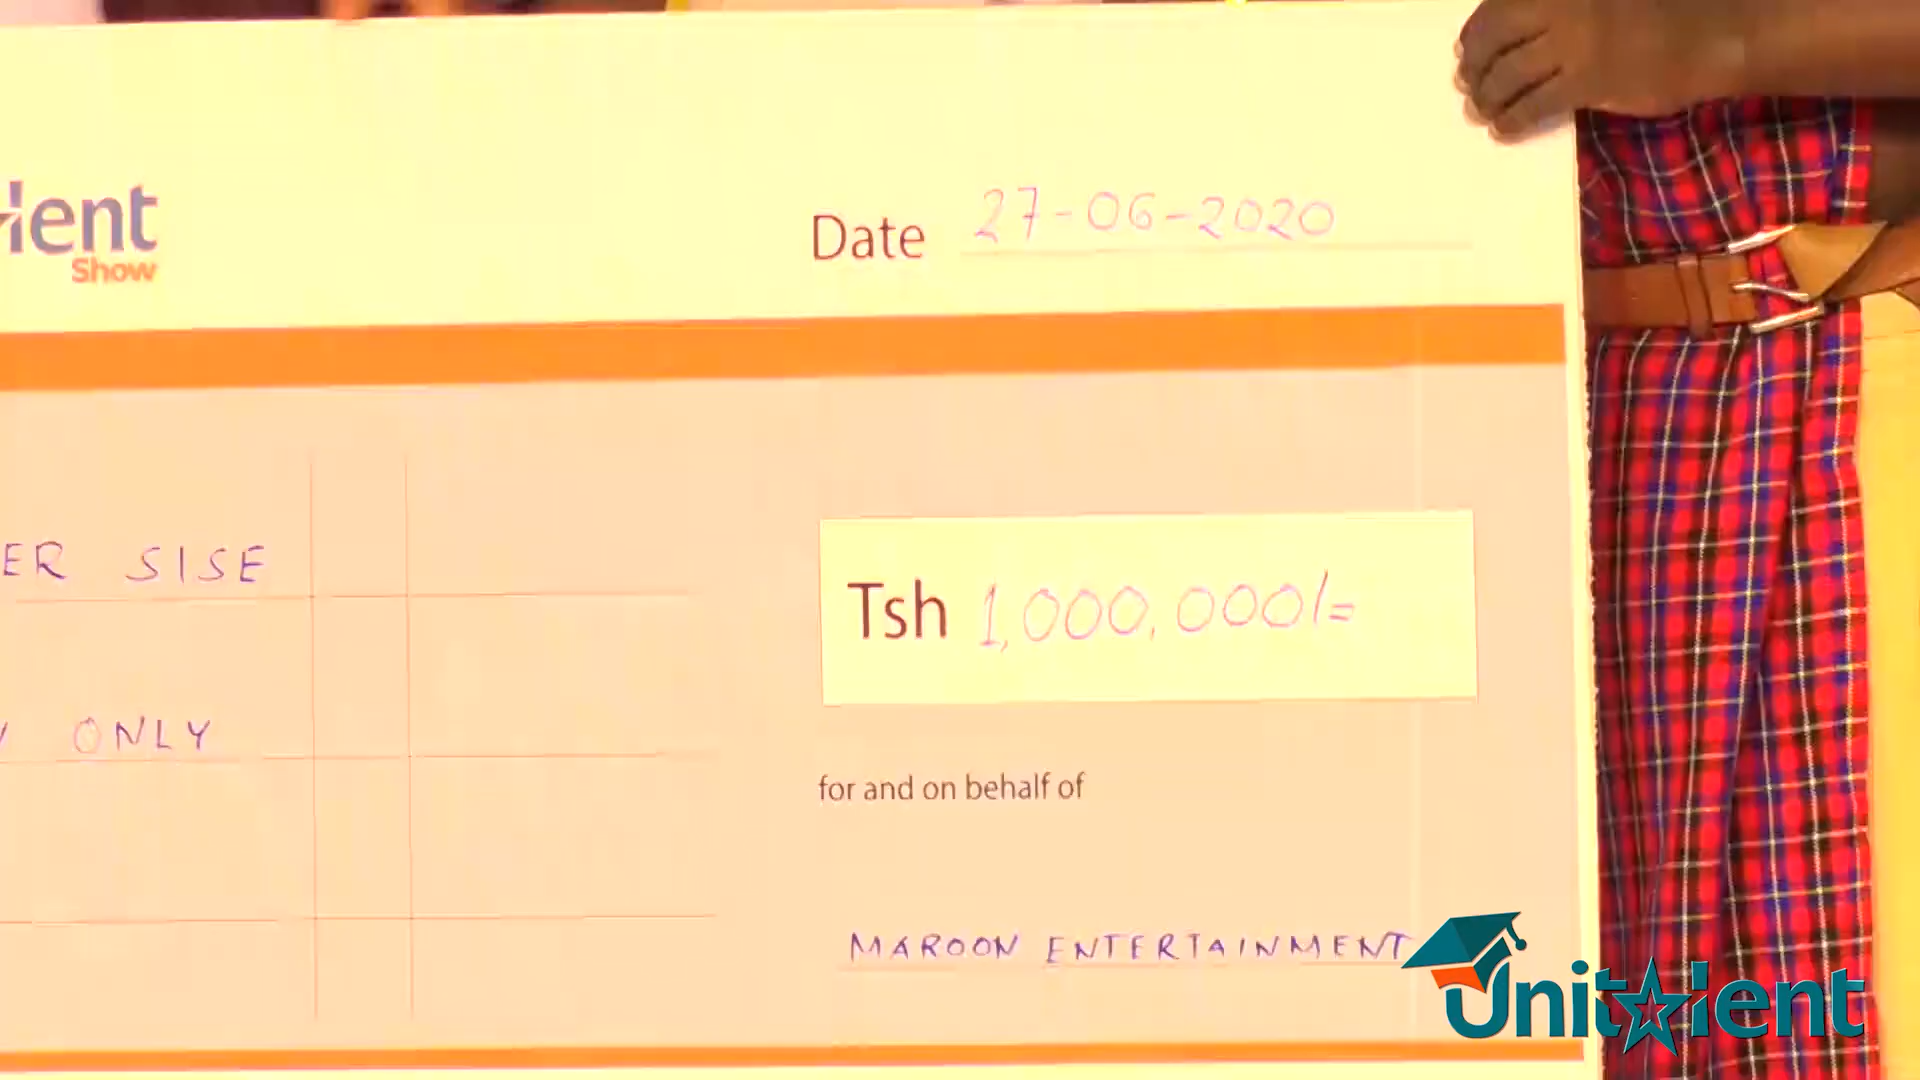 Show
Date 27-06-2020
ER SISE
Tsh 1,000,000/=
ONLY
for and on behalf of
MAROON ENTERTAINMENT
Unitalent